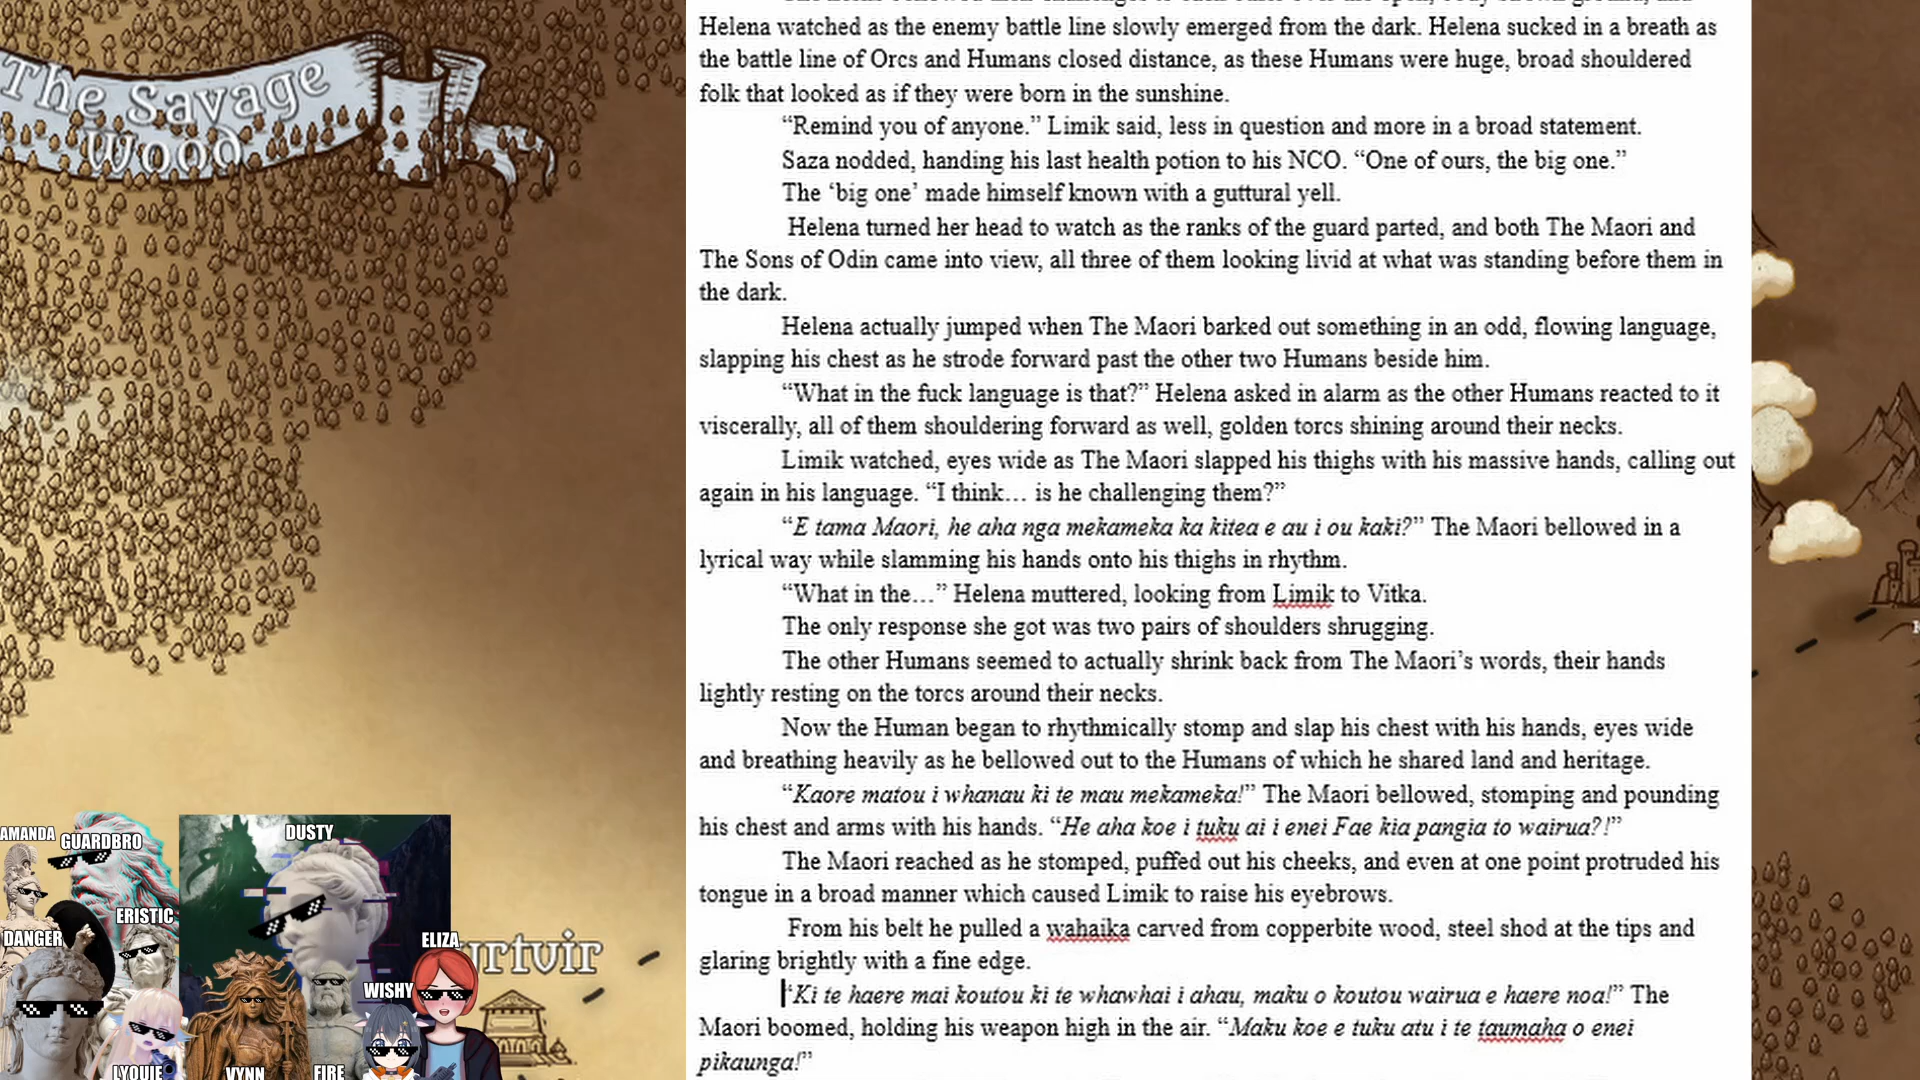 The Savage
Wood
Helena watched as the enemy battle line slowly emerged from the dark. Helena sucked in a breath as
the battle line of Orcs and Humans closed distance, as these Humans were huge, broad shouldered
folk that looked as if they were born in the sunshine.
“Remind you of anyone.” Limik said, less in question and more in a broad statement.
Saza nodded, handing his last health potion to his NCO. “One of ours, the big one.”
The ‘big one’ made himself known with a guttural yell.
Helena turned her head to watch as the ranks of the guard parted, and both The Maori and
The Sons of Odin came into view, all three of them looking livid at what was standing before them in
the dark.
Helena actually jumped when The Maori barked out something in an odd, flowing language,
slapping his chest as he strode forward past the other two Humans beside him.
“What in the fuck language is that?” Helena asked in alarm as the other Humans reacted to it
viscerally, all of them shouldering forward as well, golden torcs shining around their necks.
Limik watched, eyes wide as The Maori slapped his thighs with his massive hands, calling out
again in his language. “I think… is he challenging them?”
“E tama Maori, he aha nga mekameka ka kitea e au i ou kaki?” The Maori bellowed in a
lyrical way while slamming his hands onto his thighs in rhythm.
“What in the…” Helena muttered, looking from Limik to Vitka.
The only response she got was two pairs of shoulders shrugging.
The other Humans seemed to actually shrink back from The Maori’s words, their hands
lightly resting on the torcs around their necks.
Now the Human began to rhythmically stomp and slap his chest with his hands, eyes wide
and breathing heavily as he bellowed out to the Humans of which he shared land and heritage.
“Kaore matou i whanau ki te mau mekameka!” The Maori bellowed, stomping and pounding
his chest and arms with his hands. “He aha koe i tuku ai i enei Fae kia pangia to wairua?!”
The Maori reached as he stomped, puffed out his cheeks, and even at one point protruded his
tongue in a broad manner which caused Limik to raise his eyebrows.
From his belt he pulled a wahaika carved from copperbite wood, steel shod at the tips and
glaring brightly with a fine edge.
“Ki te haere mai koutou ki te whawhai i ahau, maku o koutou wairua e haere noa!” The
Maori boomed, holding his weapon high in the air. “Maku koe e tuku atu i te taumaha o enei
pikaunga!”
AMANDA
GUARDBRO
DUSTY
ERISTIC
DANGER
ELIZA
WISHY
LYQUIE
VYNN
FIRE